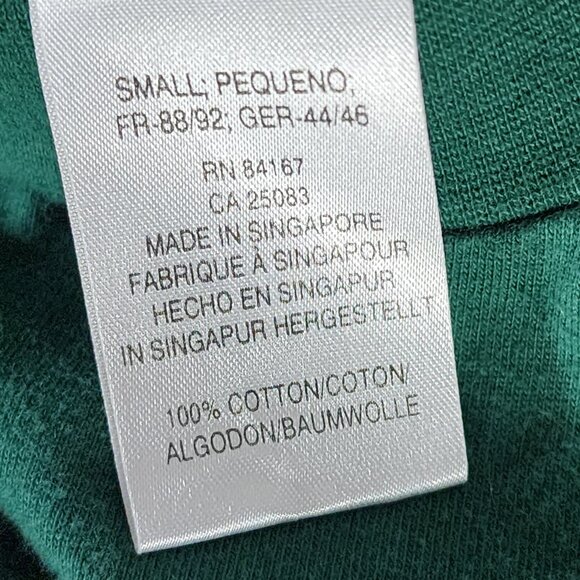 SMALL; PEQUENO;
FR-88/92; GER-44/46
RN 84167
CA 25083
MADE IN SINGAPORE
FABRIQUE À SINGAPOUR
HECHO EN SINGAPUR
IN SINGAPUR HERGESTELLT
100% COTTON/COTON/
ALGODON/BAUMWOLLE